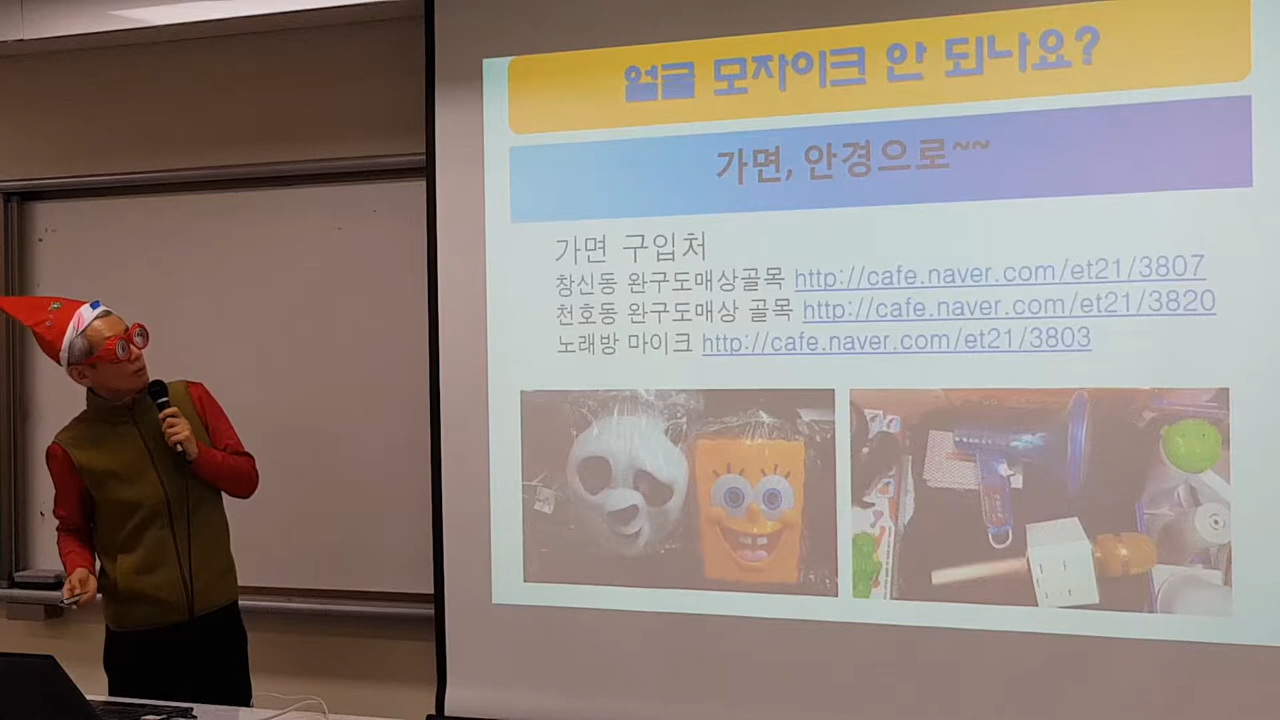 얼글 모자이크 안 되나요?
가면, 안경으로~~
가면 구입처
창신동 완구도매상골목 http://cafe.naver.com/et21/3807
천호동 완구도매상 골목 http://cafe.naver.com/et21/3820
노래방 마이크 http://cafe.naver.com/et21/3803